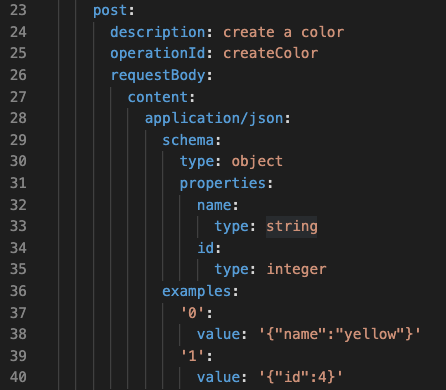 23 post:
24 description: create a color
25 operationId: createColor
26 requestBody:
27 content:
28 application/json:
29 schema:
30 type: object
31 properties:
32 name:
33 type: string
34 id:
35 type: integer
36 examples:
37 '0':
38 value: '{"name":"yellow"}'
39 '1':
40 value: '{"id":4}'